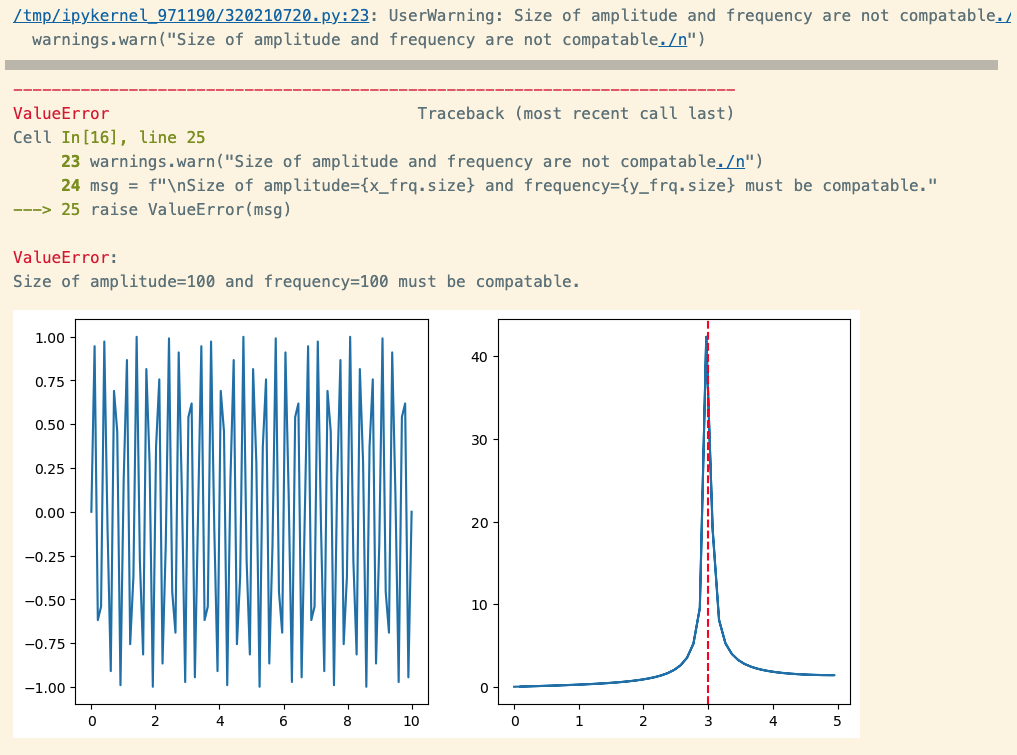 /tmp/ipykernel_971190/320210720.py:23: UserWarning: Size of amplitude and frequency are not compatable./
warnings.warn("Size of amplitude and frequency are not compatable./n")
---------------------------------------------------------------------------
ValueError Traceback (most recent call last)
Cell In[16], line 25
23 warnings.warn("Size of amplitude and frequency are not compatable./n")
24 msg = f"\nSize of amplitude={x_frq.size} and frequency={y_frq.size} must be compatable."
---> 25 raise ValueError(msg)
ValueError:
Size of amplitude=100 and frequency=100 must be compatable.
1.00
0.75
0.50
0.25
0.00
−0.25
−0.50
−0.75
−1.00
0 2 4 6 8 10
40
30
20
10
0
0 1 2 3 4 5